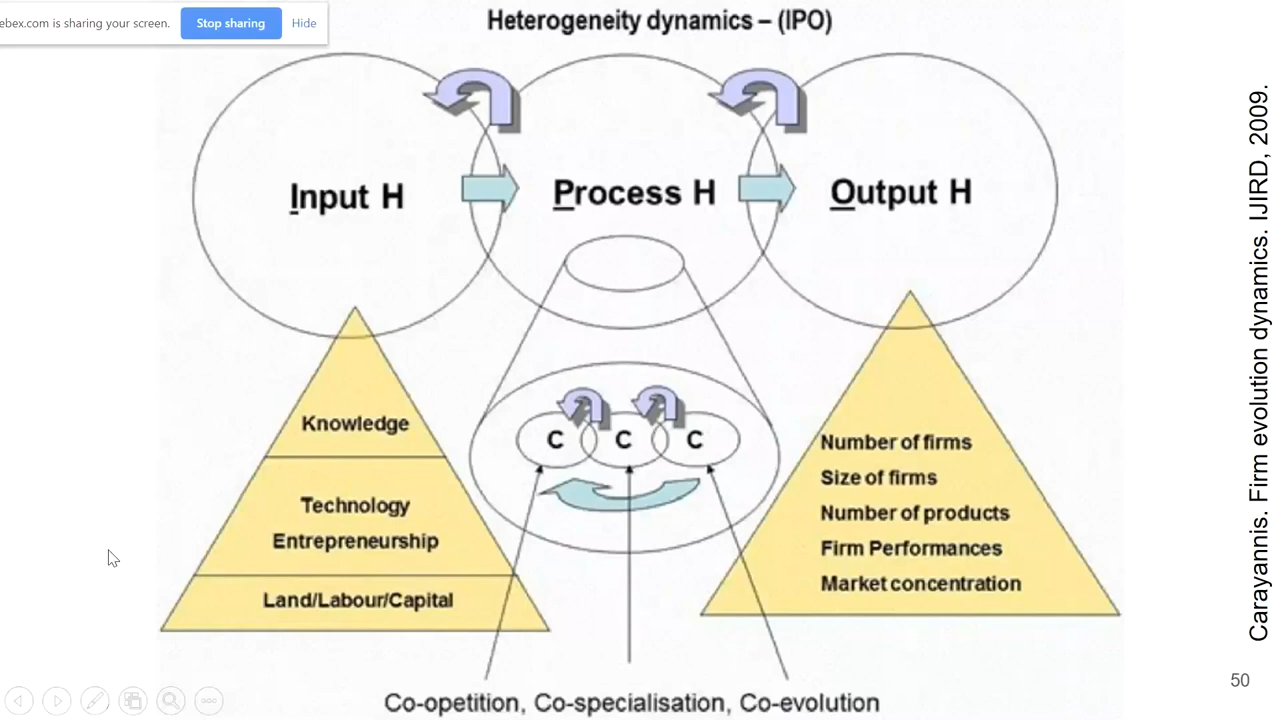 ebex.com is sharing your screen.
Stop sharing
Hide
Heterogeneity dynamics – (IPO)
Input H
Process H
Output H
Knowledge
Technology
Entrepreneurship
Land/Labour/Capital
C
C
C
Number of firms
Size of firms
Number of products
Firm Performances
Market concentration
Co-opetition, Co-specialisation, Co-evolution
Carayannis. Firm evolution dynamics. IJIRD, 2009.
50